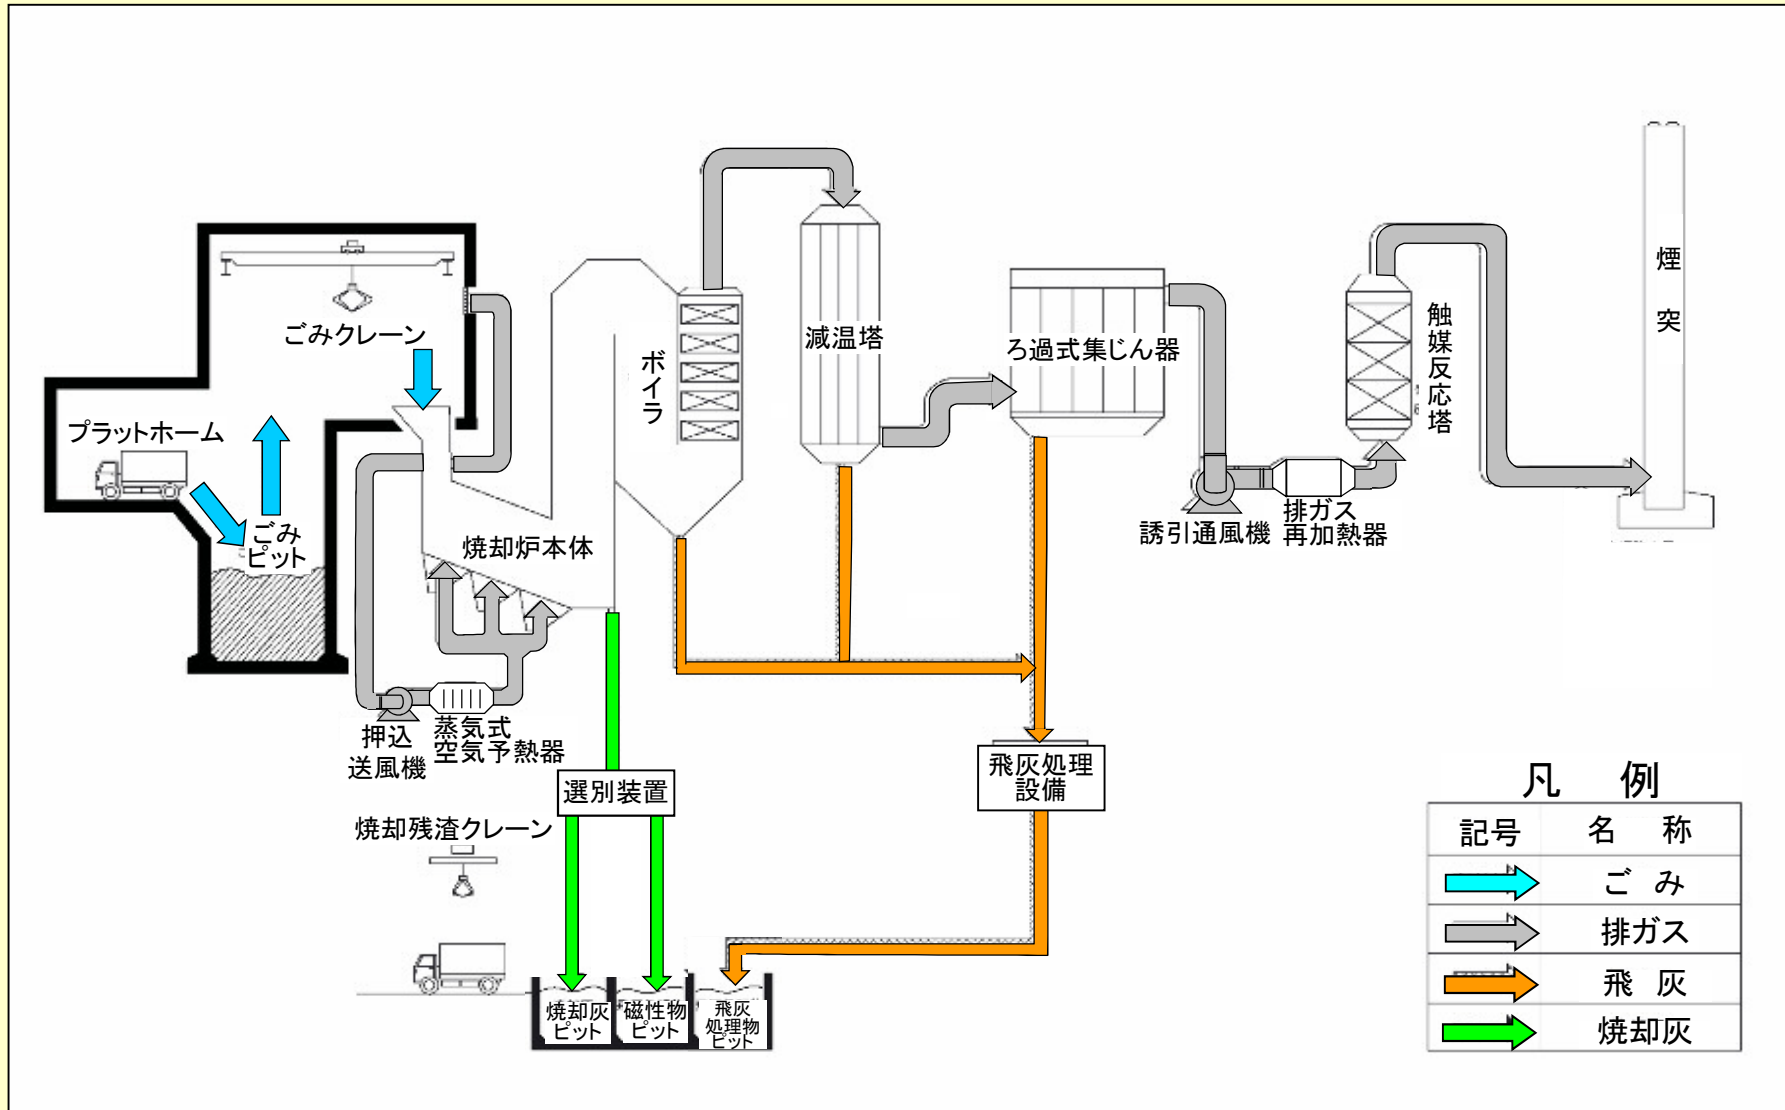 ごみクレーン
プラットホーム
ごみ
ピット
焼却炉本体
押込
送風機
蒸気式
空気予熱器
ボイラ
減温塔
ろ過式集じん器
誘引通風機
排ガス
再加熱器
触媒反応塔
煙突
選別装置
飛灰処理
設備
焼却残渣クレーン
焼却灰
ピット
磁性物
ピット
飛灰
処理物
ピット
凡 例
記号 名 称
ご み
排ガス
飛 灰
焼却灰